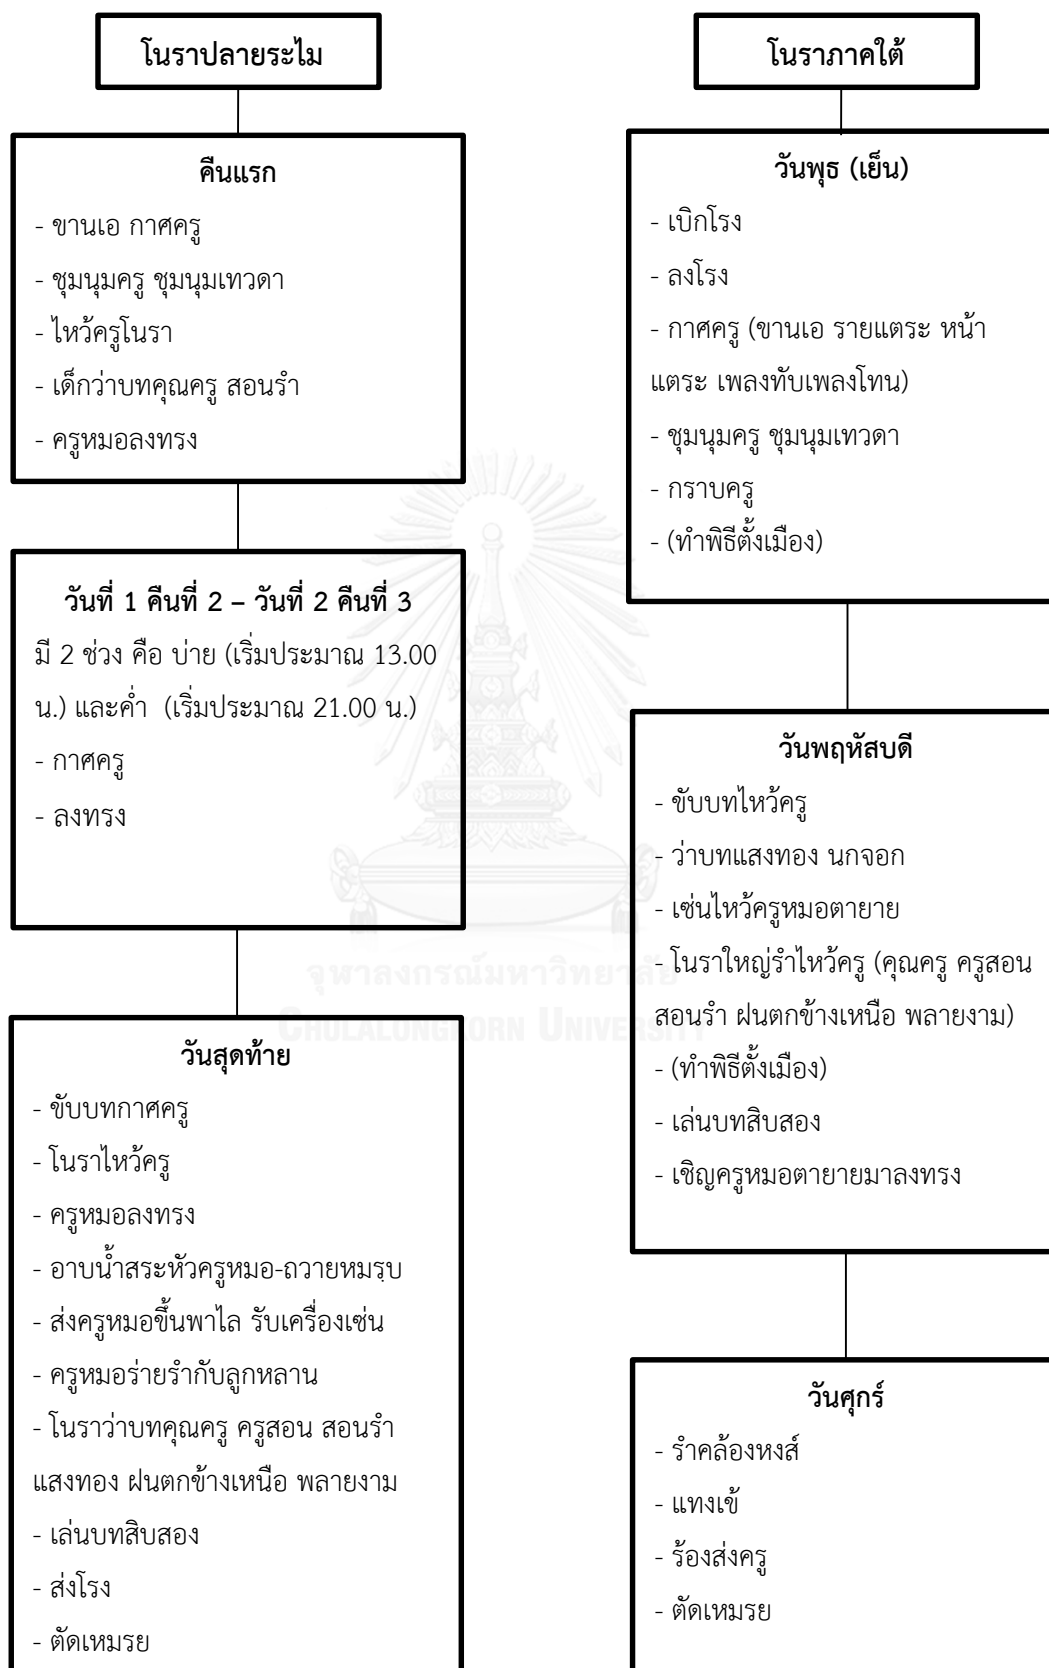 โนราปลายระไม
คืนแรก
- ขานเอ กาศครู
- ชุมนุมครู ชุมนุมเทวดา
- ไหว้ครูโนรา
- เด็กว่าบทคุณครู สอนรำ
- ครูหมอลงทรง
วันที่ 1 คืนที่ 2 – วันที่ 2 คืนที่ 3
มี 2 ช่วง คือ บ่าย (เริ่มประมาณ 13.00
น.) และค่ำ (เริ่มประมาณ 21.00 น.)
- กาศครู
- ลงทรง
วันสุดท้าย
- ขับบทกาศครู
- โนราไหว้ครู
- ครูหมอลงทรง
- อาบน้ำสระหัวครูหมอ-ถวายหมรฺบ
- ส่งครูหมอขึ้นพาไล รับเครื่องเซ่น
- ครูหมอร่ายรำกับลูกหลาน
- โนราว่าบทคุณครู ครูสอน สอนรำ
แสงทอง ฝนตกข้างเหนือ พลายงาม
- เล่นบทสิบสอง
- ส่งโรง
- ตัดเหมรย
โนราภาคใต้
วันพุธ (เย็น)
- เบิกโรง
- ลงโรง
- กาศครู (ขานเอ รายแตระ หน้า
แตระ เพลงทับเพลงโทน)
- ชุมนุมครู ชุมนุมเทวดา
- กราบครู
- (ทำพิธีตั้งเมือง)
วันพฤหัสบดี
- ขับบทไหว้ครู
- ว่าบทแสงทอง นกจอก
- เซ่นไหว้ครูหมอตายาย
- โนราใหญ่รำไหว้ครู (คุณครู ครูสอน
สอนรำ ฝนตกข้างเหนือ พลายงาม)
- (ทำพิธีตั้งเมือง)
- เล่นบทสิบสอง
- เชิญครูหมอตายายมาลงทรง
วันศุกร์
- รำคล้องหงส์
- แทงเข้
- ร้องส่งครู
- ตัดเหมรย
จุฬาลงกรณ์มหาวิทยาลัย
CHULALONGKORN UNIVERSITY